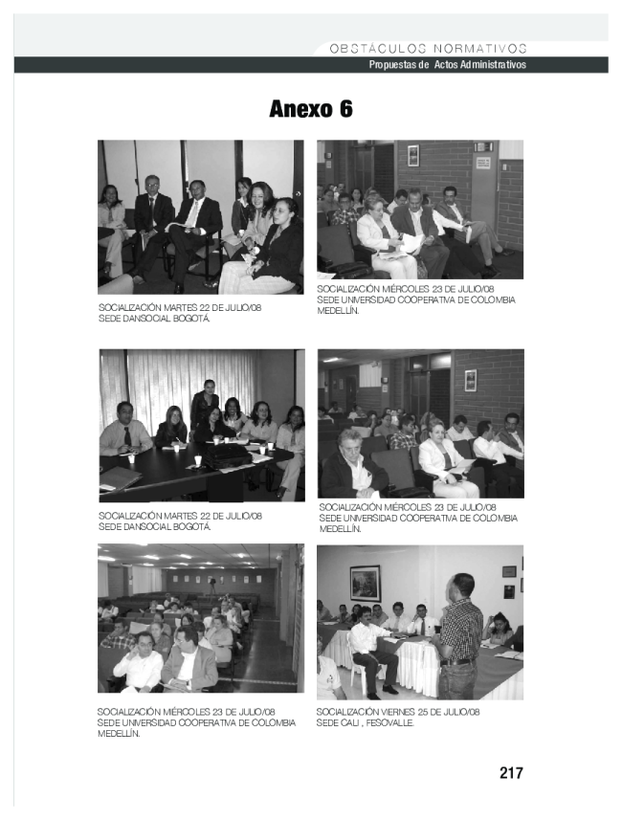 OBSTÁCULOS NORMATIVOS
Propuestas de Actos Administrativos
Anexo 6
SOCIALIZACIÓN MARTES 22 DE JULIO/08
SEDE DANSOCIAL BOGOTÁ.
SOCIALIZACIÓN MIÉRCOLES 23 DE JULIO/08
SEDE UNIVERSIDAD COOPERATIVA DE COLOMBIA
MEDELLÍN.
SOCIALIZACIÓN MARTES 22 DE JULIO/08
SEDE DANSOCIAL BOGOTÁ.
SOCIALIZACIÓN MIÉRCOLES 23 DE JULIO/08
SEDE UNIVERSIDAD COOPERATIVA DE COLOMBIA
MEDELLÍN.
SOCIALIZACIÓN MIÉRCOLES 23 DE JULIO/08
SEDE UNIVERSIDAD COOPERATIVA DE COLOMBIA
MEDELLÍN.
SOCIALIZACIÓN VIERNES 25 DE JULIO/08
SEDE CALI , FESOVALLE.
217